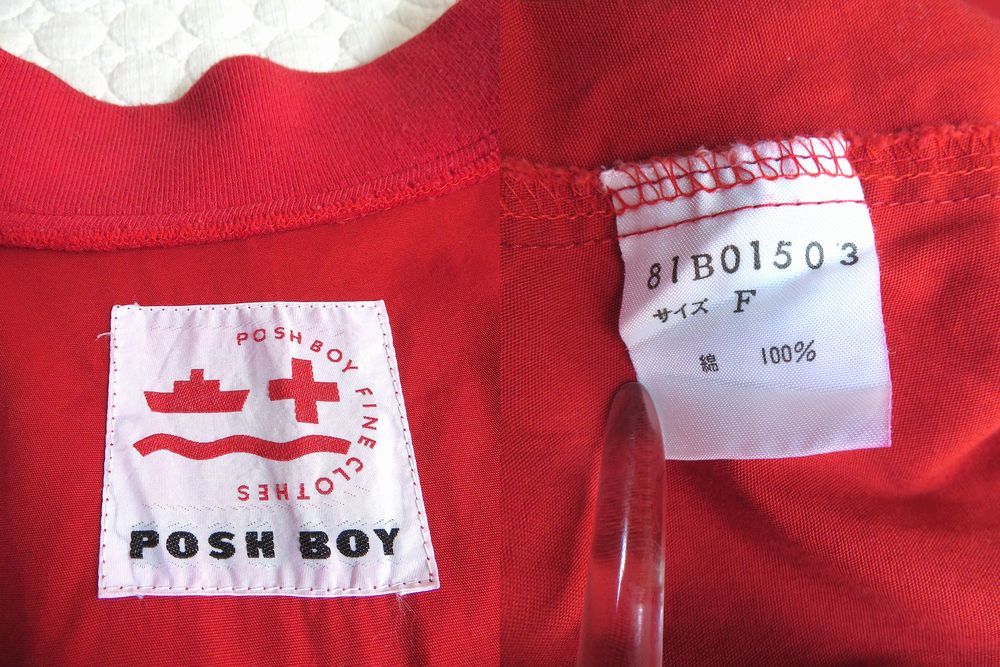 POSH BOY FINE CLOTHES
POSH BOY
81B01503
サイズ F
綿 100%